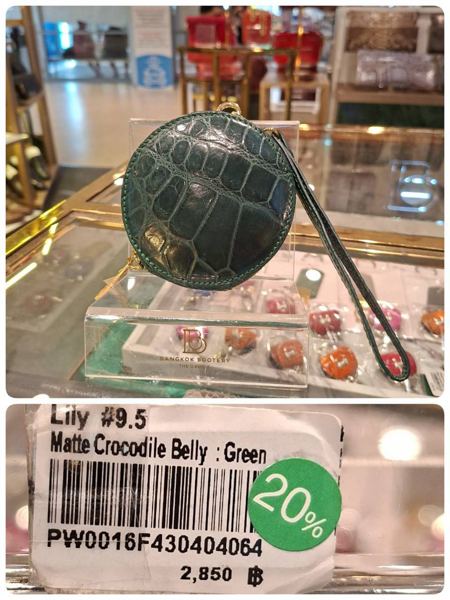 B
BANGKOK BOOTERY
Lily #9.5
Matte Crocodile Belly : Green
20%
PW0016F430404064
2,850 ฿